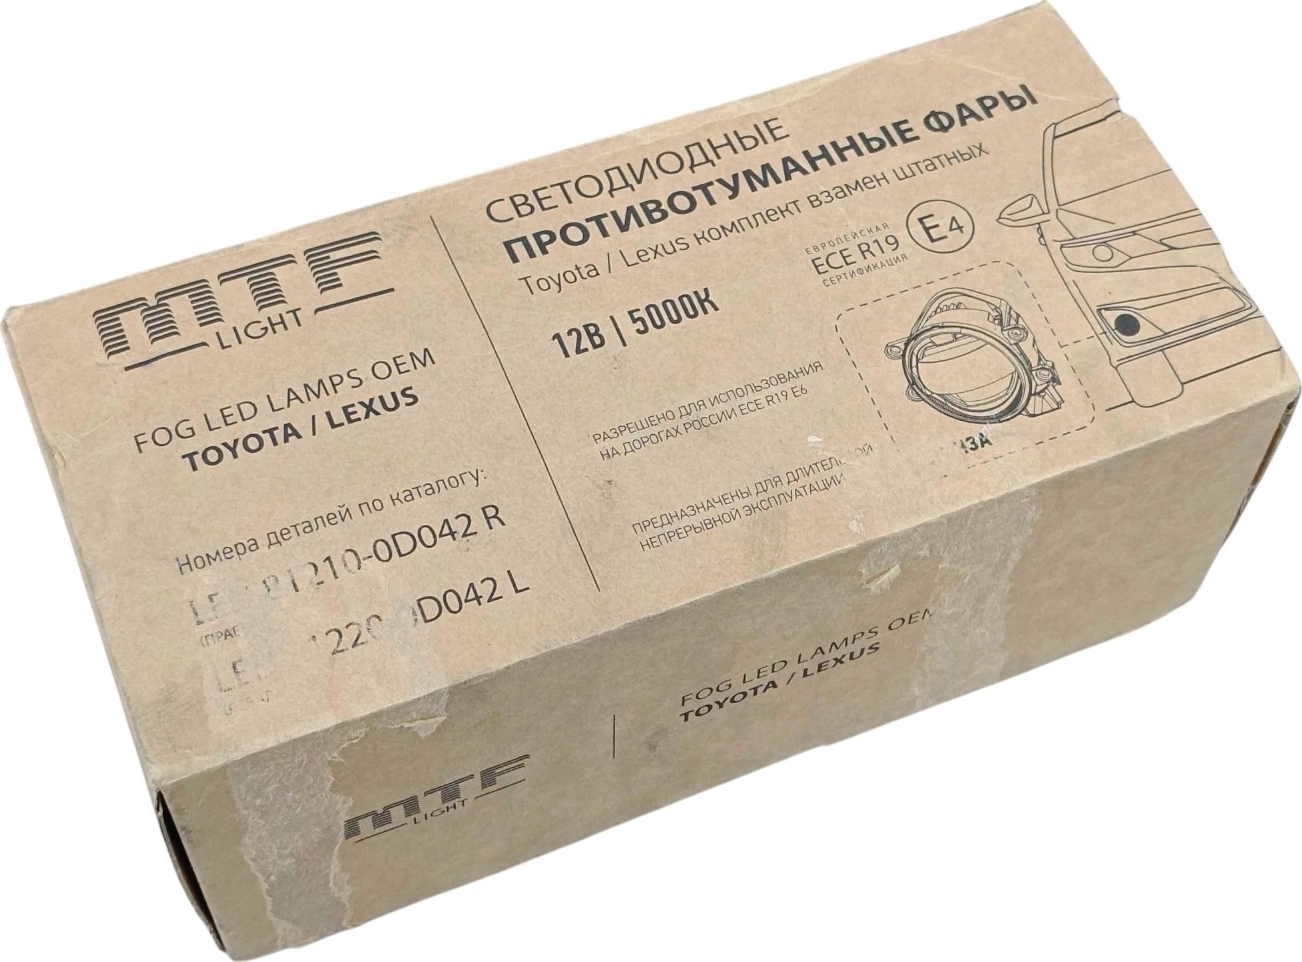 MTF
LIGHT
FOG LED LAMPS OEM
TOYOTA / LEXUS
Номера деталей по каталогу:
1210-0D042 R
D042 L
СВЕТОДИОДНЫЕ
ПРОТИВОТУМАННЫЕ ФАРЫ
Toyota / Lexus комплект взамен штатных
12В | 5000К
ЕВРОПЕЙСКАЯ
ECE R19
СЕРТИФИКАЦИЯ
E4
*РАЗРЕШЕНО ДЛЯ ИСПОЛЬЗОВАНИЯ
НА ДОРОГАХ РОССИИ ECE R19 E6
ПРЕДНАЗНАЧЕНЫ ДЛЯ
НЕПРЕРЫВНОЙ ЭКСПЛУАТАЦИИ
MTF
LIGHT
FOG LED LAMPS OEM
TOYOTA / LEXUS